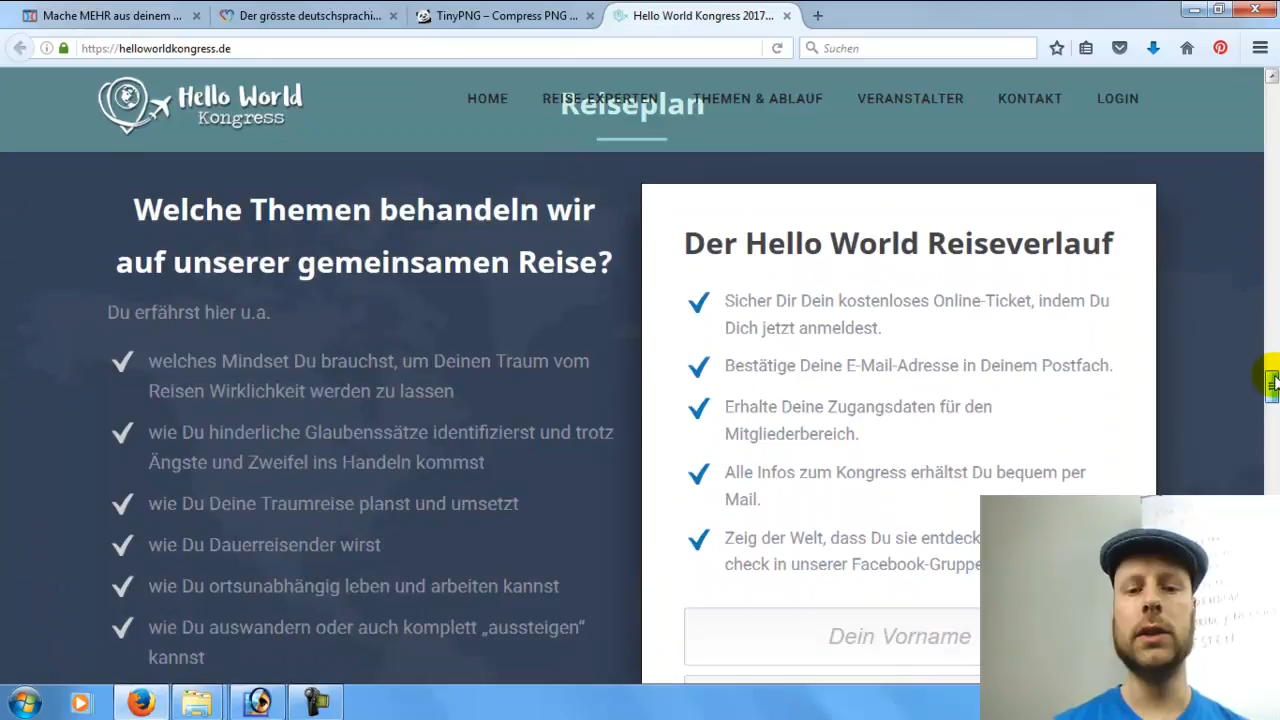 Mache MEHR aus deinem ...
Der grösste deutschsprachi...
TinyPNG – Compress PNG ...
Hello World Kongress 2017...
https://helloworldkongress.de
Suchen
Hello World
Kongress
HOME
REISE-EXPERTEN
THEMEN & ABLAUF
VERANSTALTER
KONTAKT
LOGIN
Reiseplan
Welche Themen behandeln wir
auf unserer gemeinsamen Reise?
Du erfährst hier u.a.
welches Mindset Du brauchst, um Deinen Traum vom
Reisen Wirklichkeit werden zu lassen
wie Du hinderliche Glaubenssätze identifizierst und trotz
Ängste und Zweifel ins Handeln kommst
wie Du Deine Traumreise planst und umsetzt
wie Du Dauerreisender wirst
wie Du ortsunabhängig leben und arbeiten kannst
wie Du auswandern oder auch komplett „aussteigen“
kannst
Der Hello World Reiseverlauf
Sicher Dir Dein kostenloses Online-Ticket, indem Du
Dich jetzt anmeldest.
Bestätige Deine E-Mail-Adresse in Deinem Postfach.
Erhalte Deine Zugangsdaten für den
Mitgliederbereich.
Alle Infos zum Kongress erhältst Du bequem per
Mail.
Zeig der Welt, dass Du sie entdeck
check in unserer Facebook-Gruppe
Dein Vorname